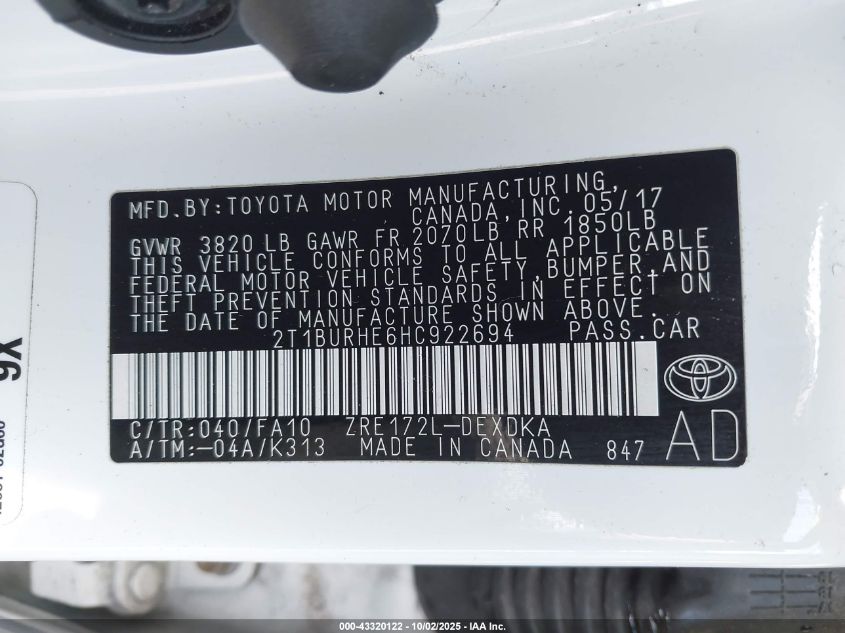 MFD.BY:TOYOTA MOTOR MANUFACTURING,
CANADA, INC. 05/17
GVWR 3820 LB GAWR FR 2070LB RR 1850LB
THIS VEHICLE CONFORMS TO ALL APPLICABLE
FEDERAL MOTOR VEHICLE SAFETY, BUMPER, AND
THEFT PREVENTION STANDARDS IN EFFECT ON
THE DATE OF MANUFACTURE SHOWN ABOVE.
2T1BURHE6HC922694 PASS.CAR
C/TR:040/FA10 ZRE172L-DEXDKA
A/TM:-04A/K313 MADE IN CANADA 847
AD
000-43320122 - 10/02/2025 - IAA Inc.